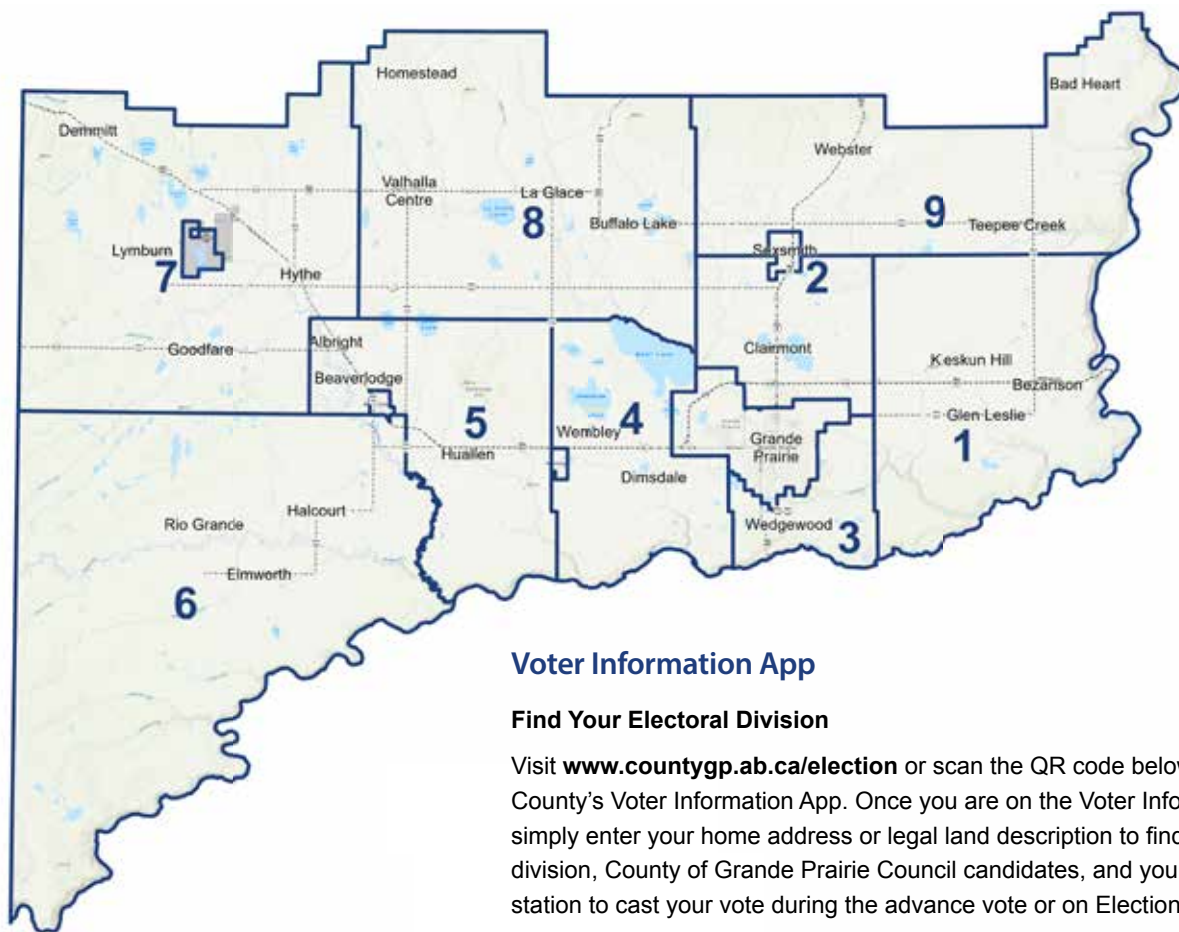 Homestead
Bad Heart
Demmitt
Webster
Valhalla
Centre
La Glace
8
9
Buffalo Lake
Teepee Creek
Lymburn
Sexsmith
7
Hythe
2
Goodfare
Albright
Clairmont
Keskun Hill
Beaverlodge
Bezanson
5
4
Glen Leslie
Wembley
Grande
Prairie
1
Huallen
Dimsdale
Halcourt
Rio Grande
Wedgewood
3
Elmworth
6
Voter Information App
Find Your Electoral Division
Visit www.countygp.ab.ca/election or scan the QR code below
County's Voter Information App. Once you are on the Voter Info
simply enter your home address or legal land description to find
division, County of Grande Prairie Council candidates, and you
station to cast your vote during the advance vote or on Election